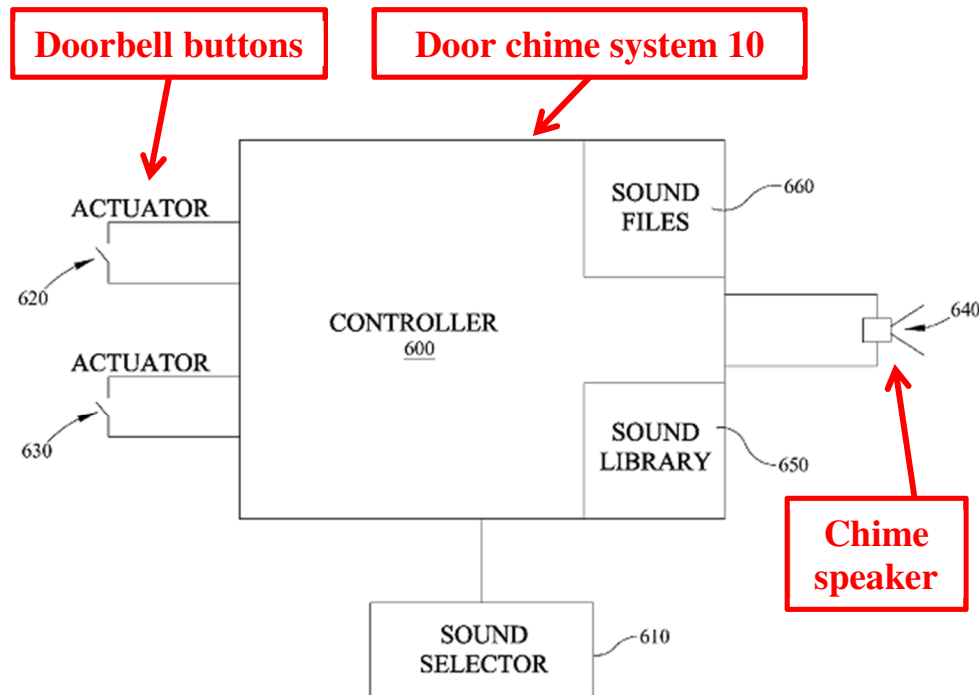 Doorbell buttons
Door chime system 10
ACTUATOR
620
ACTUATOR
630
CONTROLLER
600
SOUND
FILES
660
640
SOUND
LIBRARY
650
Chime
speaker
SOUND
SELECTOR
610